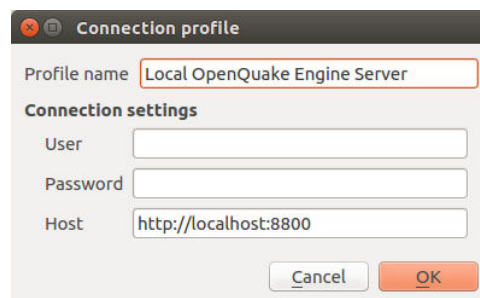 Connection profile
Profile name Local OpenQuake Engine Server
Connection settings
User
Password
Host http://localhost:8800
Cancel OK